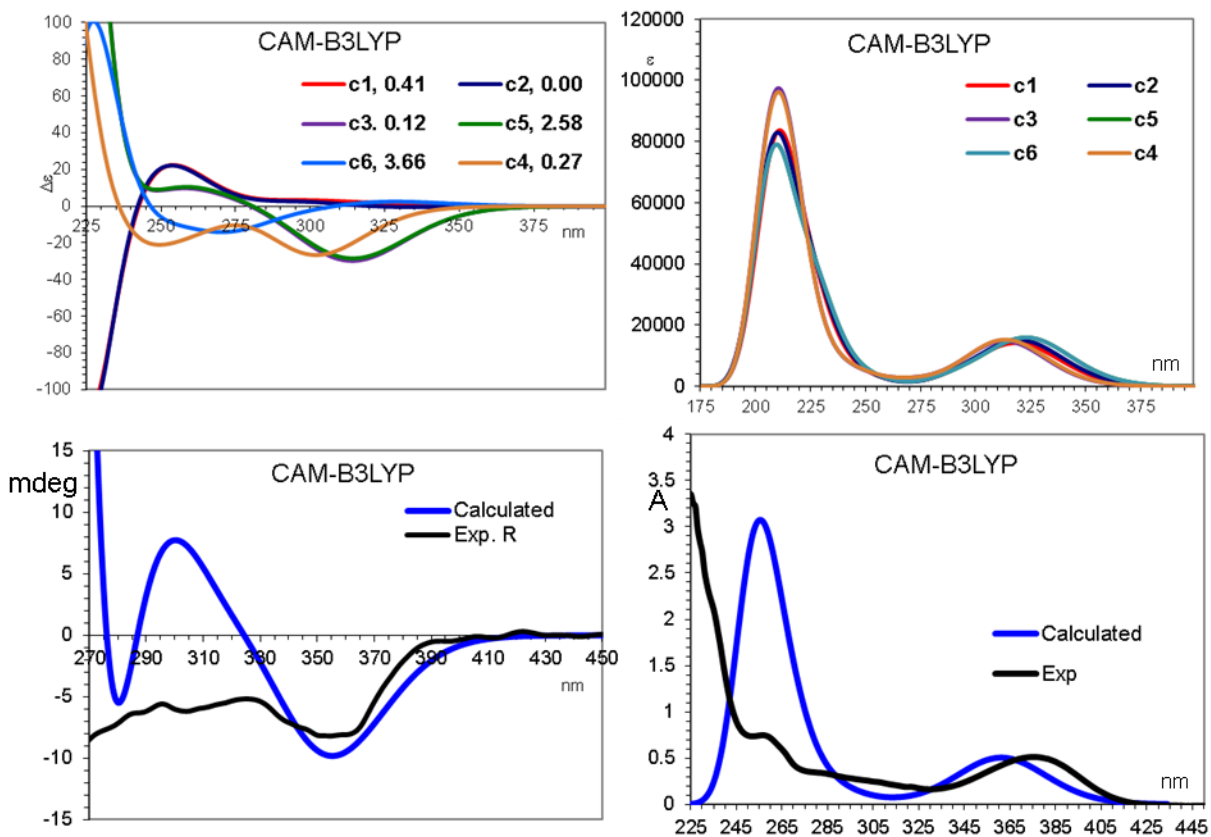 100
80
60
40
20
0
-20
-40
-60
-80
-100
Δε
CAM-B3LYP
c1, 0.41 c2, 0.00
c3. 0.12 c5, 2.58
c6, 3.66 c4, 0.27
225 250 275 300 325 350 375
nm
120000
100000
80000
60000
40000
20000
0
ε
CAM-B3LYP
c1 c2
c3 c5
c6 c4
nm
175 200 225 250 275 300 325 350 375
15
10
5
0
-5
-10
-15
mdeg
CAM-B3LYP
Calculated
Exp. R
270 290 310 330 350 370 390 410 430 450
nm
4
3.5
3
2.5
2
1.5
1
0.5
0
A
CAM-B3LYP
Calculated
Exp
nm
225 245 265 285 305 325 345 365 385 405 425 445